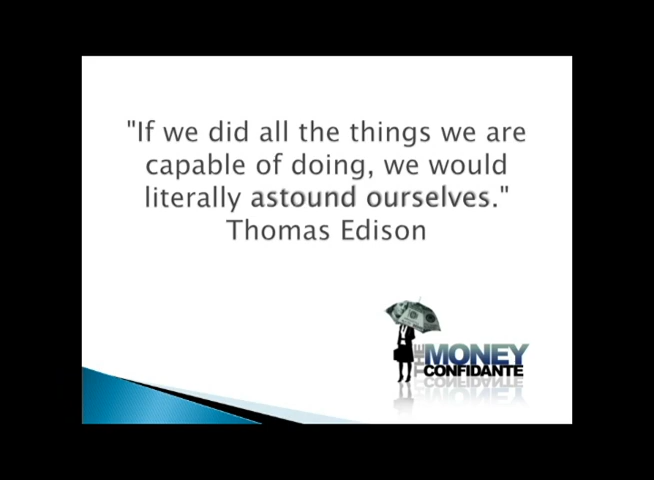 "If we did all the things we are
capable of doing, we would
literally astound ourselves."
Thomas Edison
THE MONEY
CONFIDANTE